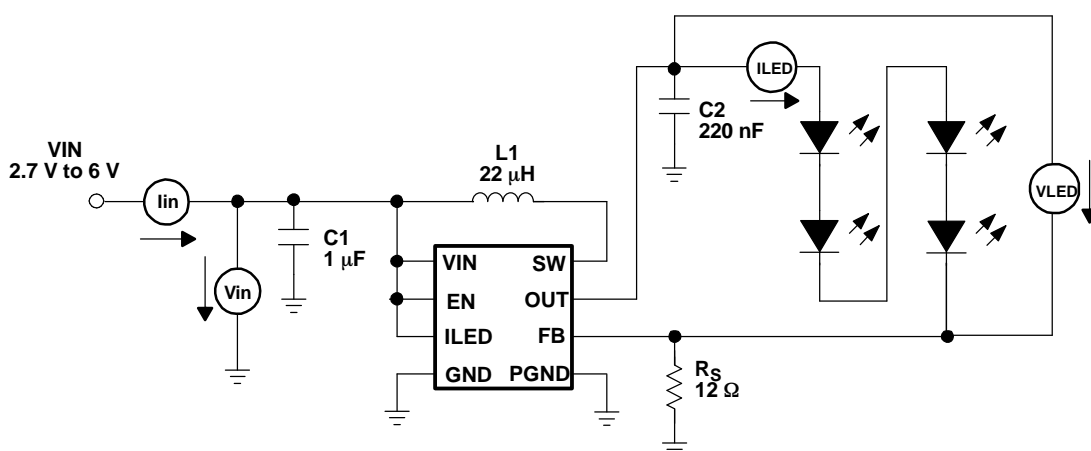 VIN
2.7 V to 6 V
Iin
Vin
C1
1 μF
L1
22 μH
VIN
EN
ILED
GND
SW
OUT
FB
PGND
C2
220 nF
ILED
VLED
RS
12 Ω